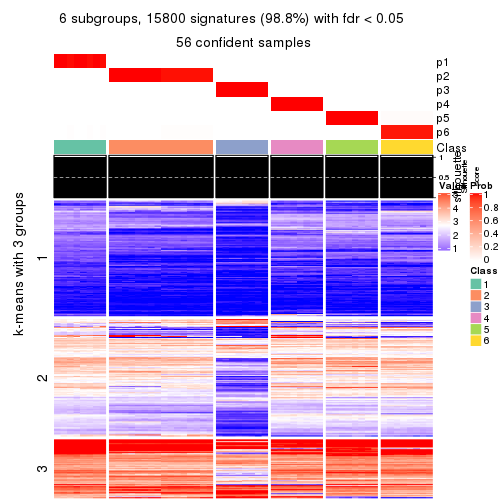 6 subgroups, 15800 signatures (98.8%) with fdr < 0.05
56 confident samples
p1
p2
p3
p4
p5
p6
Class
1
0.5
Silhouette
score
k-means with 3 groups
1
2
3
Value
5
4
3
2
1
Prob
1
0.8
0.6
0.4
0.2
0
Class
1
2
3
4
5
6